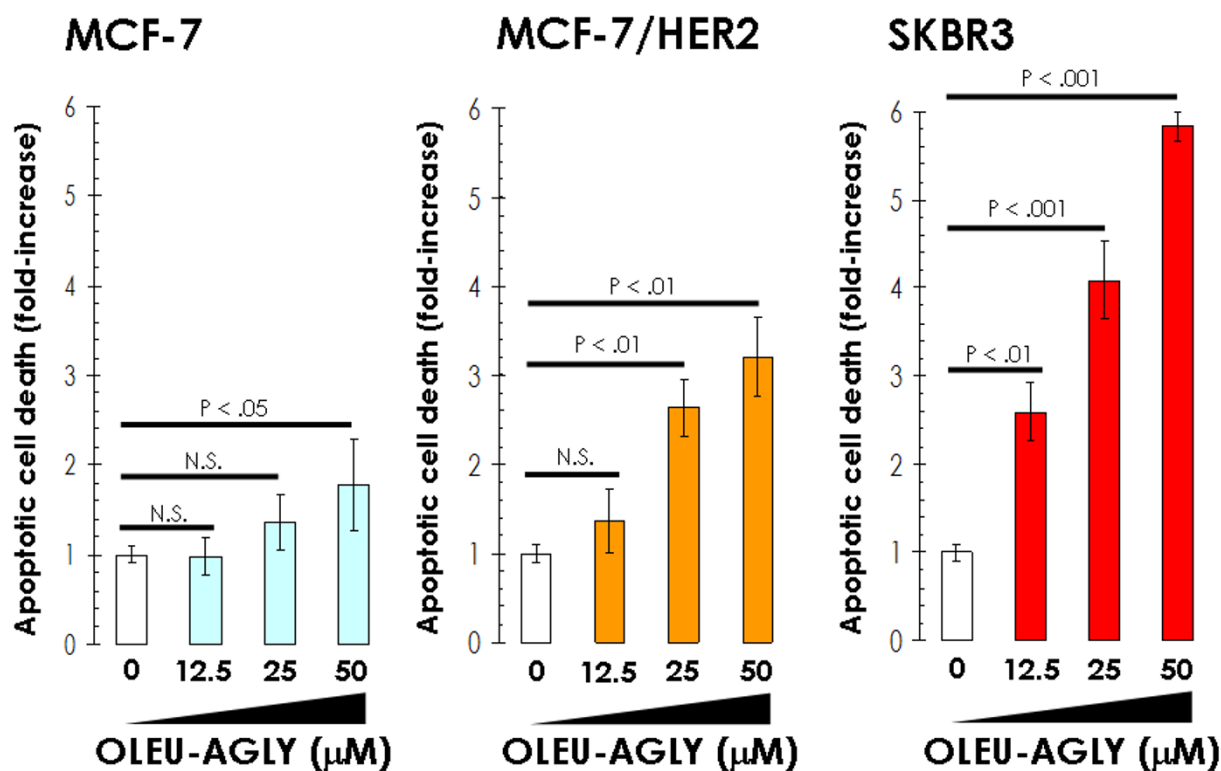 MCF-7
Apoptotic cell death (fold-increase)
6
5
4
3
2
1
0
P < .05
N.S.
N.S.
0 12.5 25 50
OLEU-AGLY (μM)
MCF-7/HER2
Apoptotic cell death (fold-increase)
6
5
4
3
2
1
0
P < .01
P < .01
N.S.
0 12.5 25 50
OLEU-AGLY (μM)
SKBR3
Apoptotic cell death (fold-increase)
6
5
4
3
2
1
0
P < .001
P < .001
P < .01
0 12.5 25 50
OLEU-AGLY (μM)